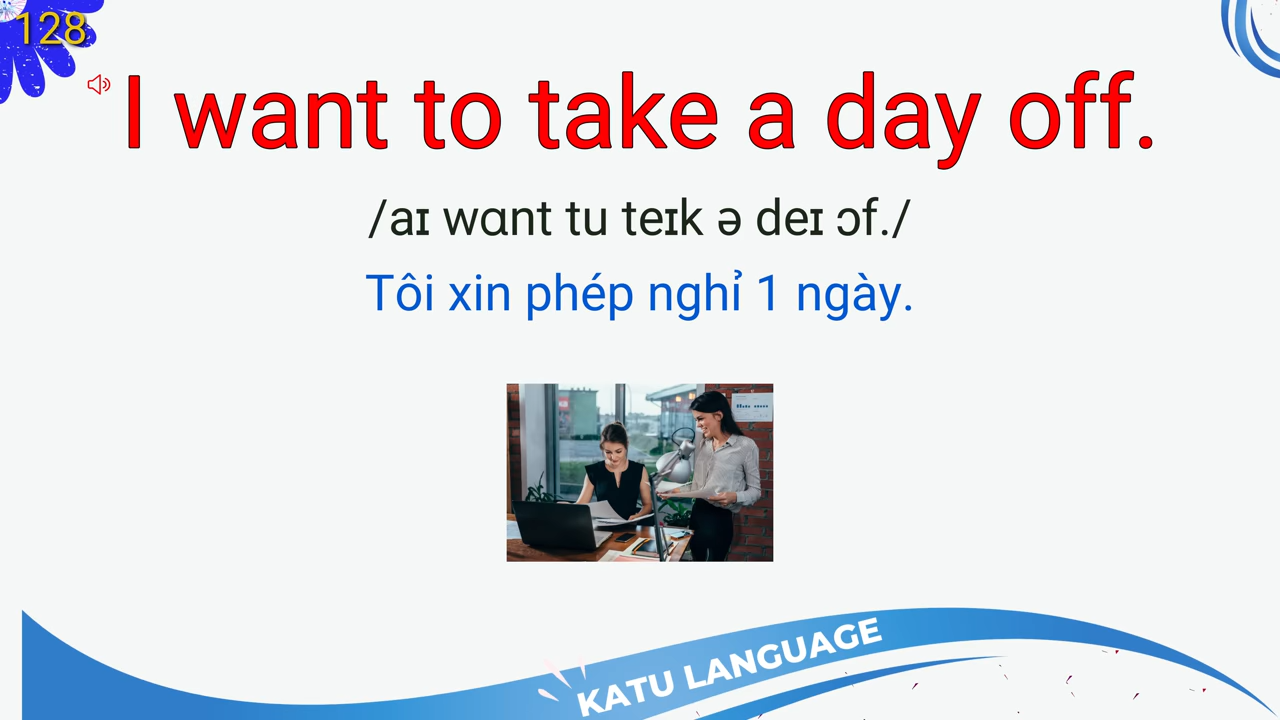 128
I want to take a day off.
/aɪ wɑnt tu teɪk ə deɪ ɔf./
Tôi xin phép nghỉ 1 ngày.
KATU LANGUAGE